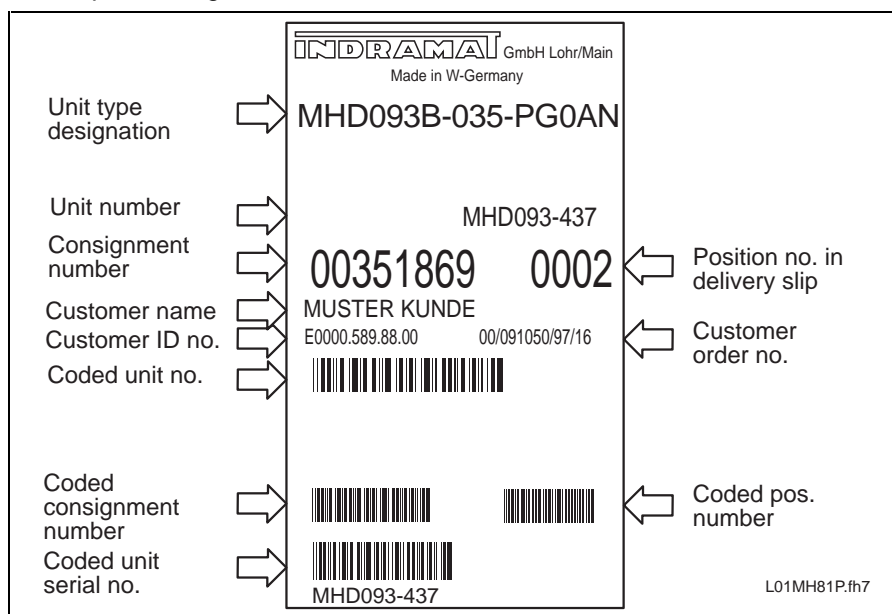 INDRAMAT GmbH Lohr/Main
Made in W-Germany
Unit type
designation
MHD093B-035-PG0AN
Unit number
MHD093-437
Consignment
number
00351869 0002
Position no. in
delivery slip
Customer name
MUSTER KUNDE
Customer ID no.
E0000.589.88.00 00/091050/97/16
Customer
order no.
Coded unit no.
Coded
consignment
number
Coded pos.
number
Coded unit
serial no.
MHD093-437
L01MH81P.fh7